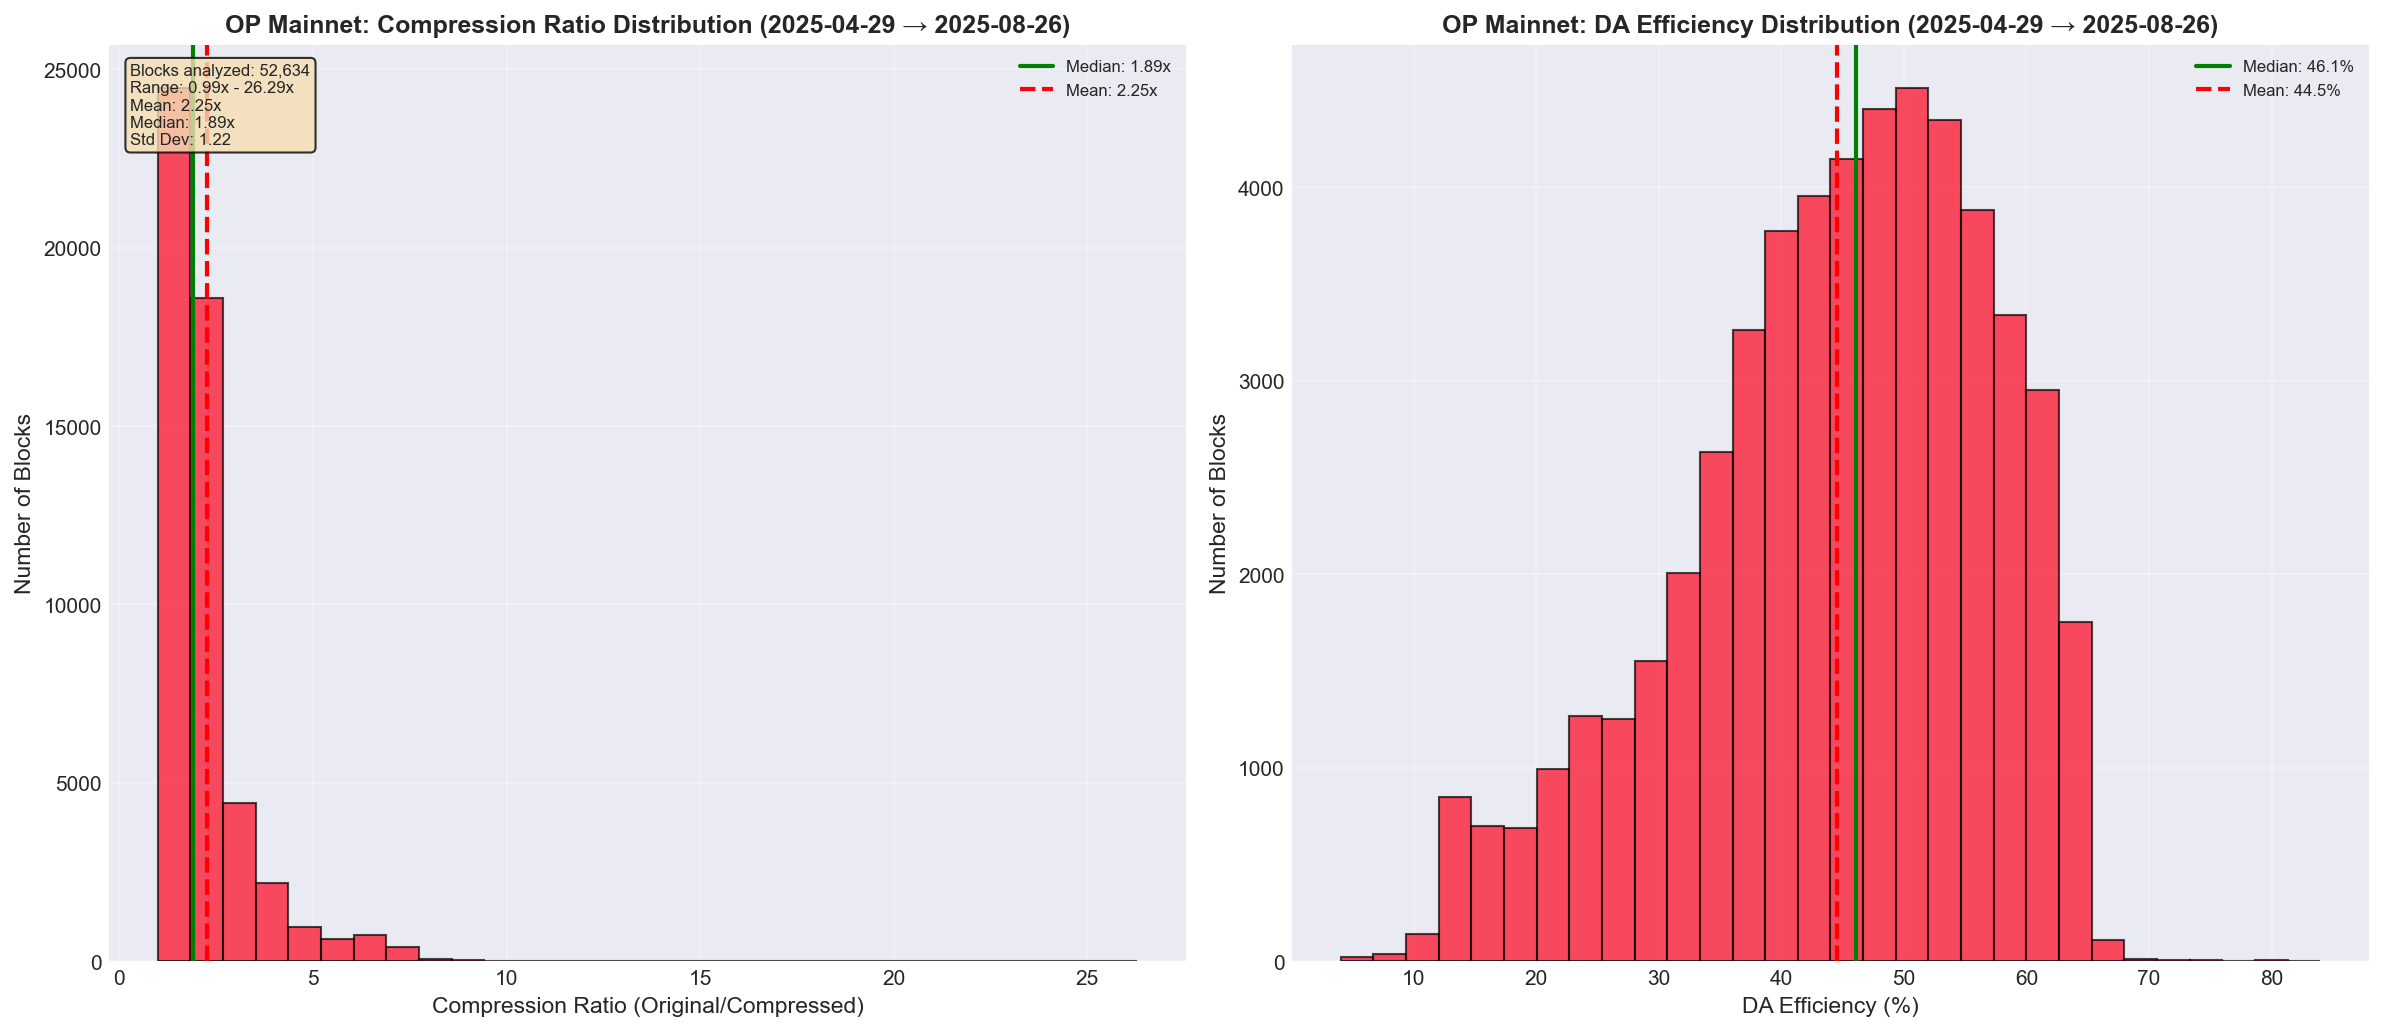 OP Mainnet: Compression Ratio Distribution (2025-04-29 → 2025-08-26)
Blocks analyzed: 52,634
Range: 0.99x - 26.29x
Mean: 2.25x
Median: 1.89x
Std Dev: 1.22
Median: 1.89x
Mean: 2.25x
Number of Blocks
25000
20000
15000
10000
5000
0
0 5 10 15 20 25
Compression Ratio (Original/Compressed)
OP Mainnet: DA Efficiency Distribution (2025-04-29 → 2025-08-26)
Median: 46.1%
Mean: 44.5%
Number of Blocks
4000
3000
2000
1000
0
10 20 30 40 50 60 70 80
DA Efficiency (%)